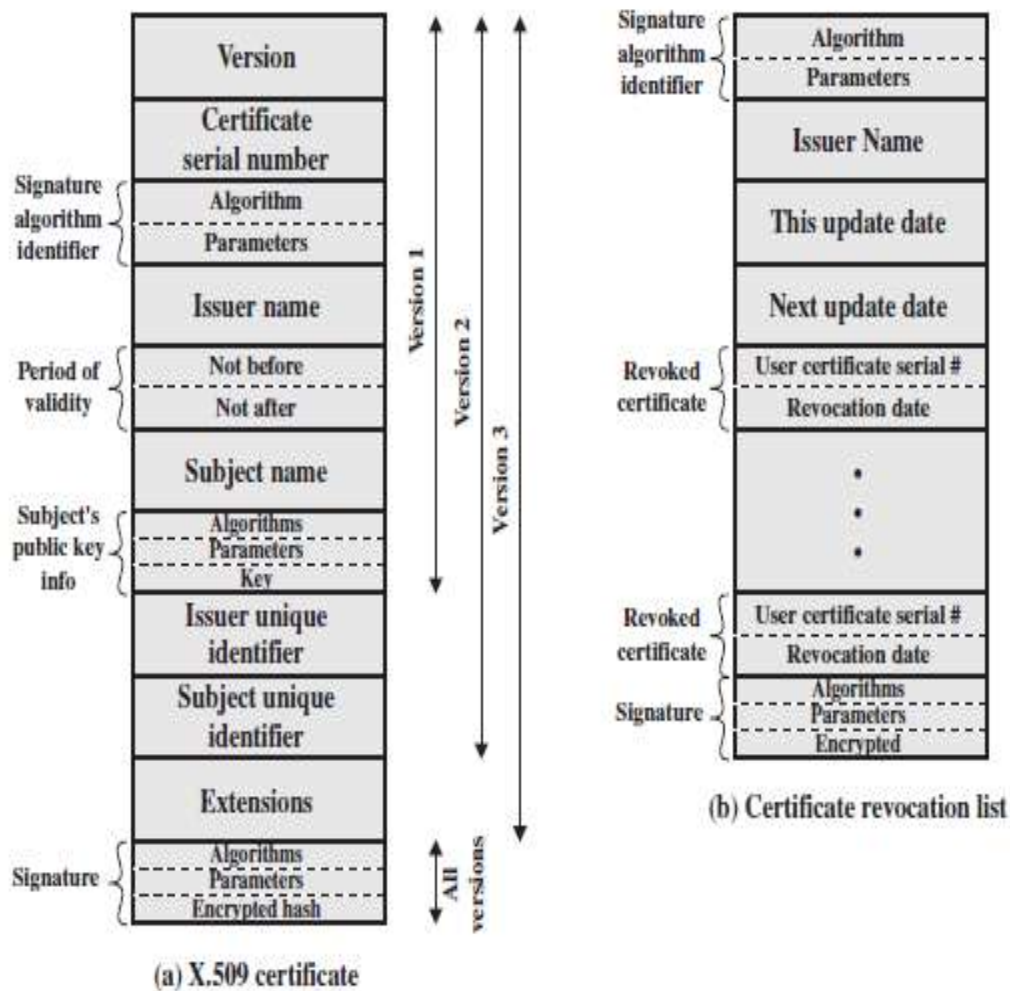 Version
Certificate
serial number
Signature
algorithm
identifier
Algorithm
Parameters
Issuer name
Period of
validity
Not before
Not after
Subject name
Subject's
public key
info
Algorithms
Parameters
Key
Issuer unique
identifier
Subject unique
identifier
Extensions
Signature
Algorithms
Parameters
Encrypted hash
Version 1
Version 2
Version 3
All
versions
(a) X.509 certificate
Signature
algorithm
identifier
Algorithm
Parameters
Issuer Name
This update date
Next update date
Revoked
certificate
User certificate serial #
Revocation date
Revoked
certificate
User certificate serial #
Revocation date
Signature
Algorithms
Parameters
Encrypted
(b) Certificate revocation list